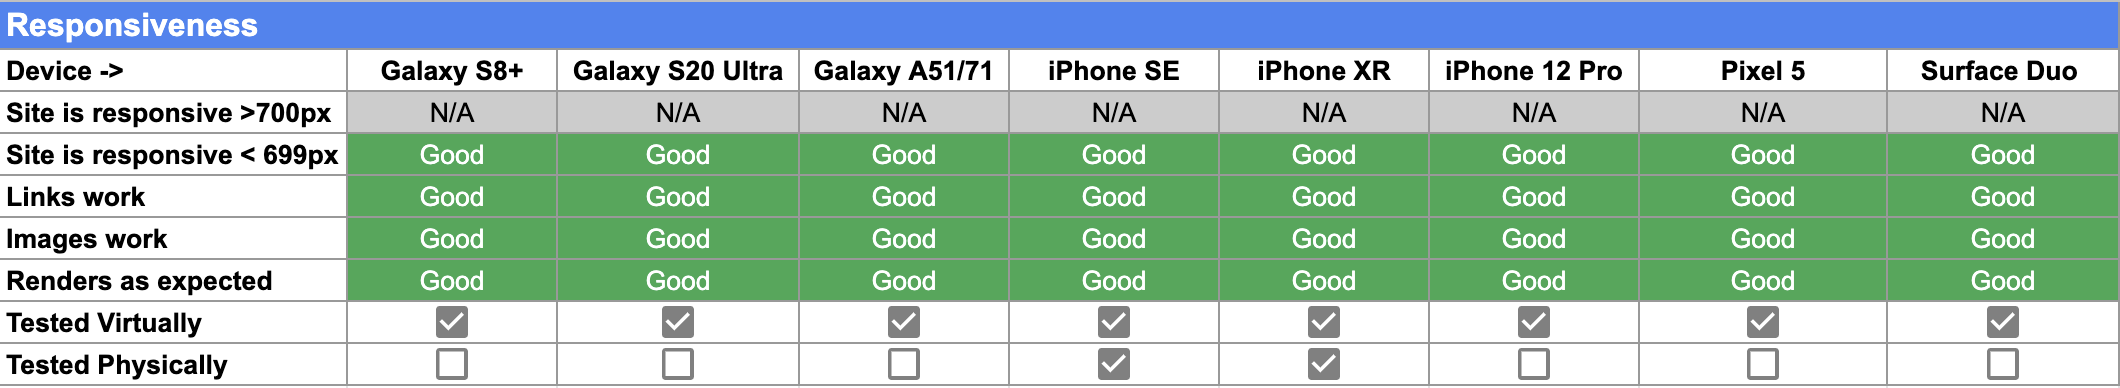 Responsiveness
Device -> Galaxy S8+ Galaxy S20 Ultra Galaxy A51/71 iPhone SE iPhone XR iPhone 12 Pro Pixel 5 Surface Duo
Site is responsive >700px N/A N/A N/A N/A N/A N/A N/A N/A
Site is responsive < 699px Good Good Good Good Good Good Good Good
Links work Good Good Good Good Good Good Good Good
Images work Good Good Good Good Good Good Good Good
Renders as expected Good Good Good Good Good Good Good Good
Tested Virtually
Tested Physically